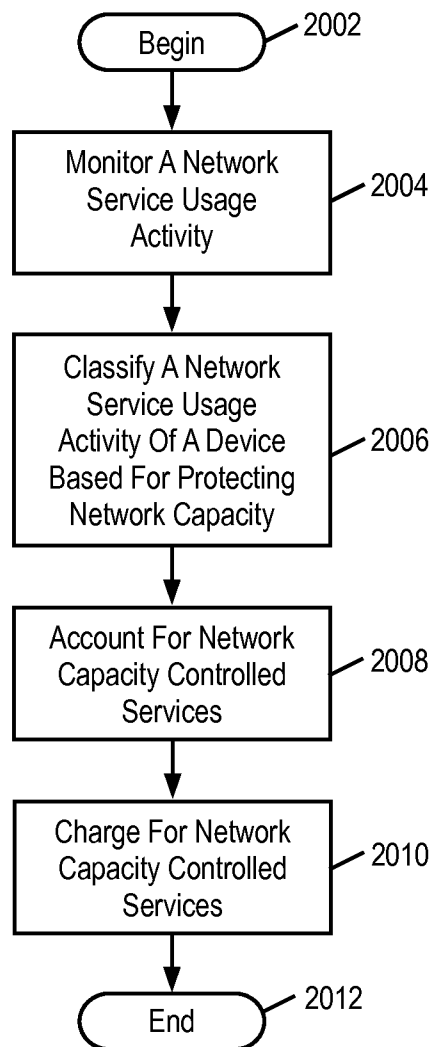 Begin
2002
Monitor A Network
Service Usage
Activity
2004
Classify A Network
Service Usage
Activity Of A Device
Based For Protecting
Network Capacity
2006
Account For Network
Capacity Controlled
Services
2008
Charge For Network
Capacity Controlled
Services
2010
End
2012